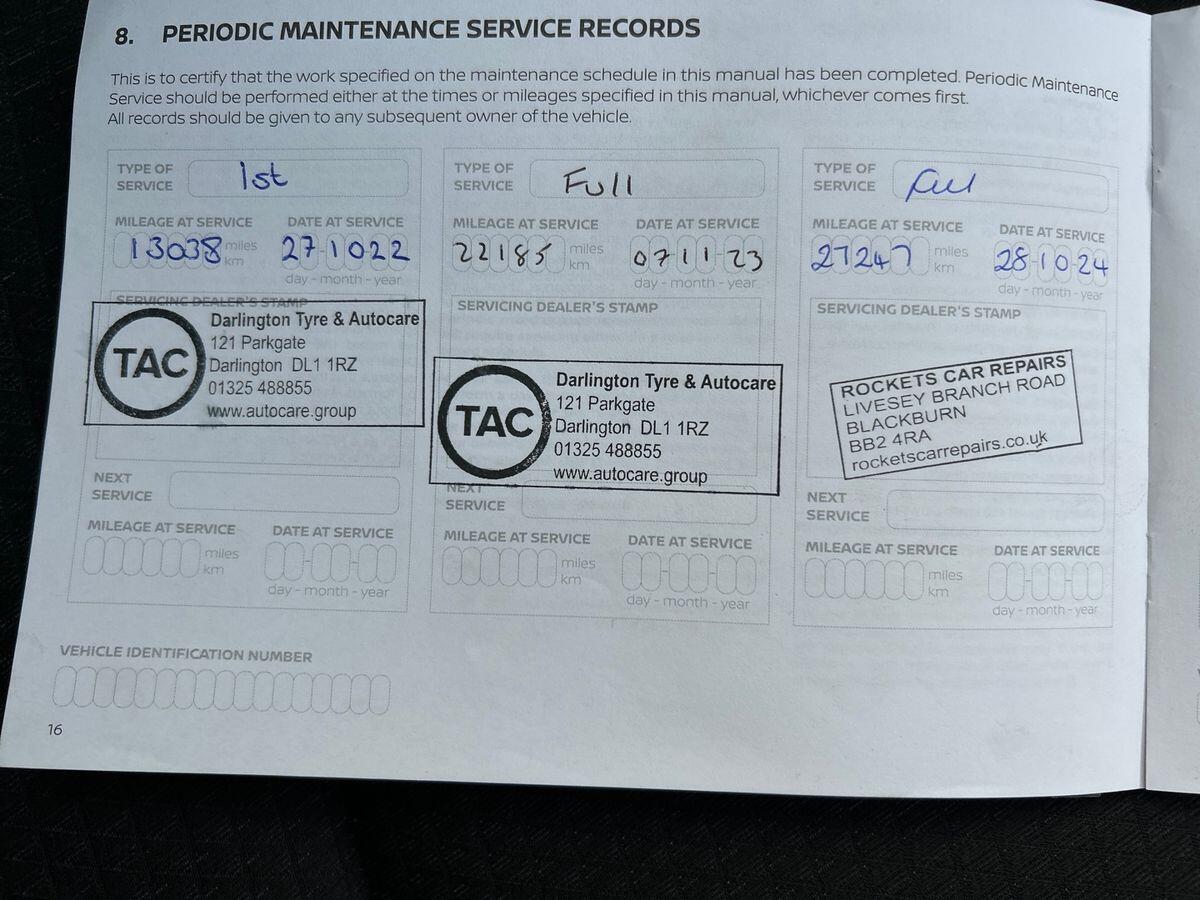 8. PERIODIC MAINTENANCE SERVICE RECORDS
This is to certify that the work specified on the maintenance schedule in this manual has been completed. Periodic Maintenance
Service should be performed either at the times or mileages specified in this manual, whichever comes first.
All records should be given to any subsequent owner of the vehicle.
TYPE OF
SERVICE
1st
MILEAGE AT SERVICE
DATE AT SERVICE
13038 miles
km
27-10-22
day - month - year
SERVICING DEALER'S STAMP
TAC
Darlington Tyre & Autocare
121 Parkgate
Darlington DL1 1RZ
01325 488855
www.autocare.group
NEXT
SERVICE
MILEAGE AT SERVICE
DATE AT SERVICE
miles
km
day - month - year
TYPE OF
SERVICE
Full
MILEAGE AT SERVICE
DATE AT SERVICE
22185 miles
km
07-11-23
day - month - year
SERVICING DEALER'S STAMP
TAC
Darlington Tyre & Autocare
121 Parkgate
Darlington DL1 1RZ
01325 488855
www.autocare.group
NEXT
SERVICE
MILEAGE AT SERVICE
DATE AT SERVICE
miles
km
day - month - year
TYPE OF
SERVICE
full
MILEAGE AT SERVICE
DATE AT SERVICE
27247 miles
km
28-10-24
day - month - year
SERVICING DEALER'S STAMP
ROCKETS CAR REPAIRS
LIVESEY BRANCH ROAD
BLACKBURN
BB2 4RA
rocketscarrepairs.co.uk
NEXT
SERVICE
MILEAGE AT SERVICE
DATE AT SERVICE
miles
km
day - month - year
VEHICLE IDENTIFICATION NUMBER
16